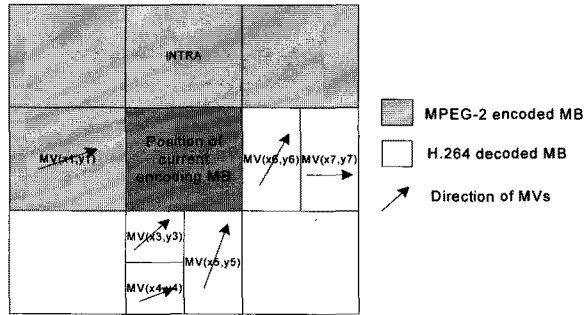 INTRA
MV(x1,y1)
Position of
current
encoding MB
MV(x6,y6)
MV(x7,y7)
MV(x3,y3)
MV(x4,y4)
MV(x5,y5)
MPEG-2 encoded MB
H.264 decoded MB
Direction of MVs